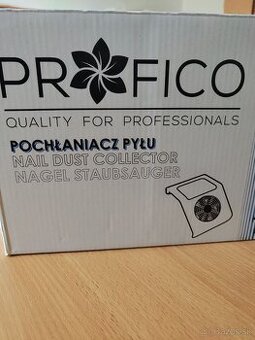 PROFICO
QUALITY FOR PROFESSIONALS
POCHŁANIACZ PYŁU
NAIL DUST COLLECTOR
NAGEL STAUBSAUGER